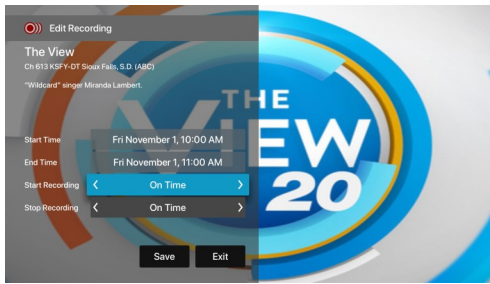 Edit Recording
The View
Ch 613 KSFY-DT Sioux Falls, S.D. (ABC)
"Wildcard" singer Miranda Lambert.
Start Time
Fri November 1, 10:00 AM
End Time
Fri November 1, 11:00 AM
Start Recording
On Time
Stop Recording
On Time
Save Exit
THE
VIEW
20